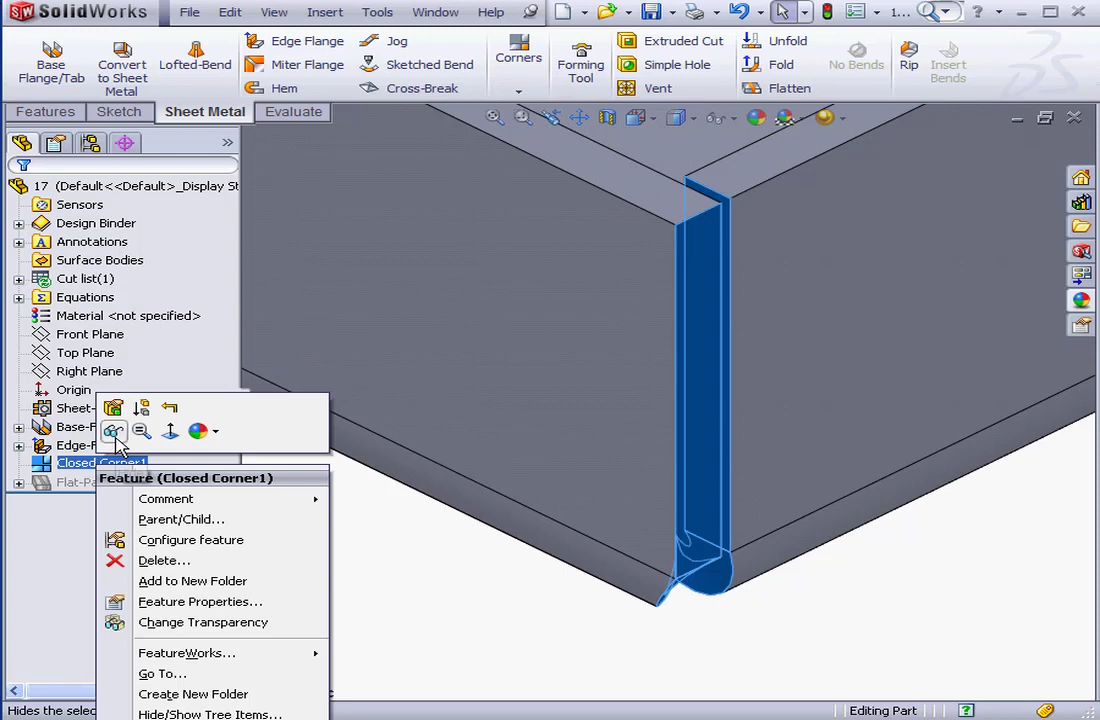 SolidWorks File Edit View Insert Tools Window Help 1...
Base Flange/Tab
Convert to Sheet Metal
Lofted-Bend
Edge Flange
Miter Flange
Hem
Jog
Sketched Bend
Cross-Break
Corners
Forming Tool
Extruded Cut
Simple Hole
Vent
Unfold
Fold
Flatten
No Bends
Rip
Insert Bends
Features Sketch Sheet Metal Evaluate
17 (Default<<Default>_Display St
Sensors
Design Binder
Annotations
Surface Bodies
Cut list(1)
Equations
Material <not specified>
Front Plane
Top Plane
Right Plane
Origin
Sheet-
Base-F
Edge-F
Closed Corner1
Flat-Pa
Feature (Closed Corner1)
Comment
Parent/Child...
Configure feature
Delete...
Add to New Folder
Feature Properties...
Change Transparency
FeatureWorks...
Go To...
Create New Folder
Hide/Show Tree Items...
Hides the selec
Editing Part